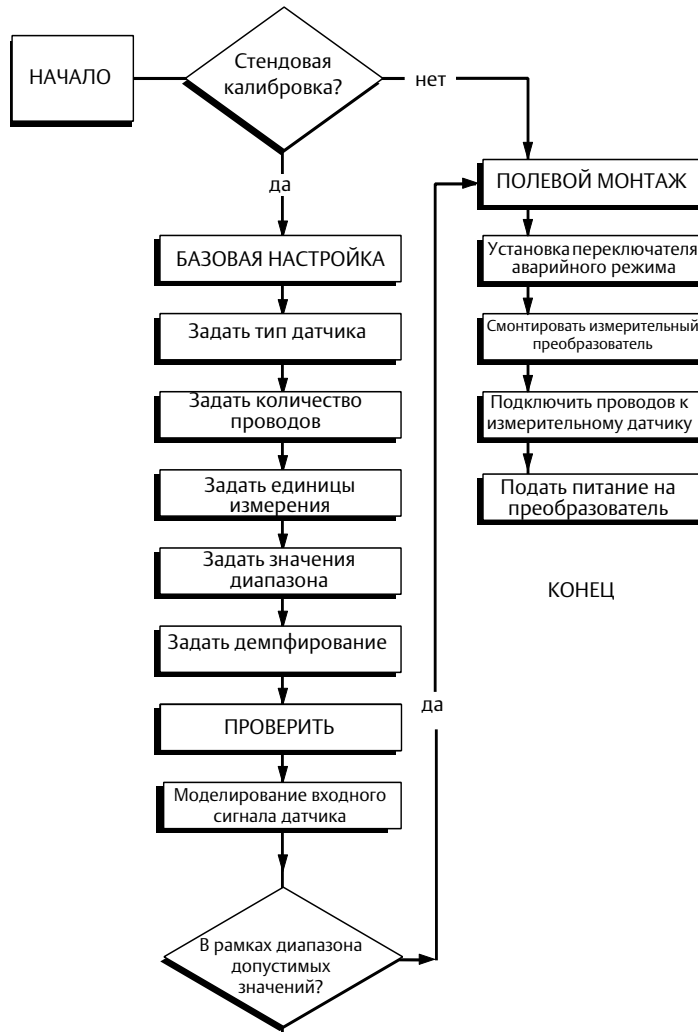 НАЧАЛО
Стендовая
калибровка?
нет
да
БАЗОВАЯ НАСТРОЙКА
Задать тип датчика
Задать количество
проводов
Задать единицы
измерения
Задать значения
диапазона
Задать демпфирование
ПРОВЕРИТЬ
Моделирование входного
сигнала датчика
В рамках диапазона
допустимых
значений?
да
ПОЛЕВОЙ МОНТАЖ
Установка переключателя
аварийного режима
Смонтировать измерительный
преобразователь
Подключить проводов к
измерительному датчику
Подать питание на
преобразователь
КОНЕЦ